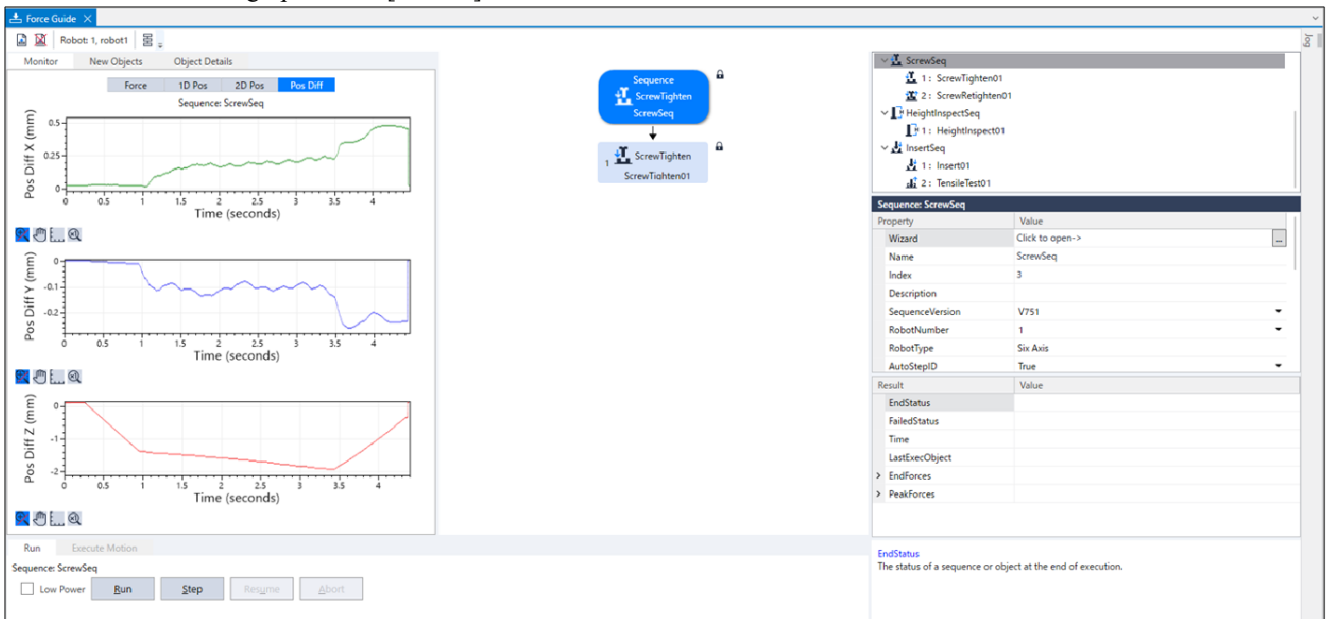 Force Guide
Robot: 1, robot1
Jog
Monitor New Objects Object Details
Force 1D Pos 2D Pos Pos Diff
Sequence: ScrewSeq
Pos Diff X (mm)
0.5
0.25
0
0 0.5 1 1.5 2 2.5 3 3.5 4
Time (seconds)
Pos Diff Y (mm)
0
-0.1
-0.2
0 0.5 1 1.5 2 2.5 3 3.5 4
Time (seconds)
Pos Diff Z (mm)
0
-1
-2
0 0.5 1 1.5 2 2.5 3 3.5 4
Time (seconds)
Run Execute Motion
Sequence: ScrewSeq
Low Power Run Step Resume Abort
Sequence
ScrewTighten
ScrewSeq
1 ScrewTighten
ScrewTighten01
ScrewSeq
1 : ScrewTighten01
2 : ScrewRetighten01
HeightInspectSeq
1 : HeightInspect01
InsertSeq
1 : Insert01
2 : TensileTest01
Sequence: ScrewSeq
Property Value
Wizard Click to open-> ...
Name ScrewSeq
Index 3
Description
SequenceVersion V751
RobotNumber 1
RobotType Six Axis
AutoStepID True
Result Value
EndStatus
FailedStatus
Time
LastExecObject
EndForces
PeakForces
EndStatus
The status of a sequence or object at the end of execution.